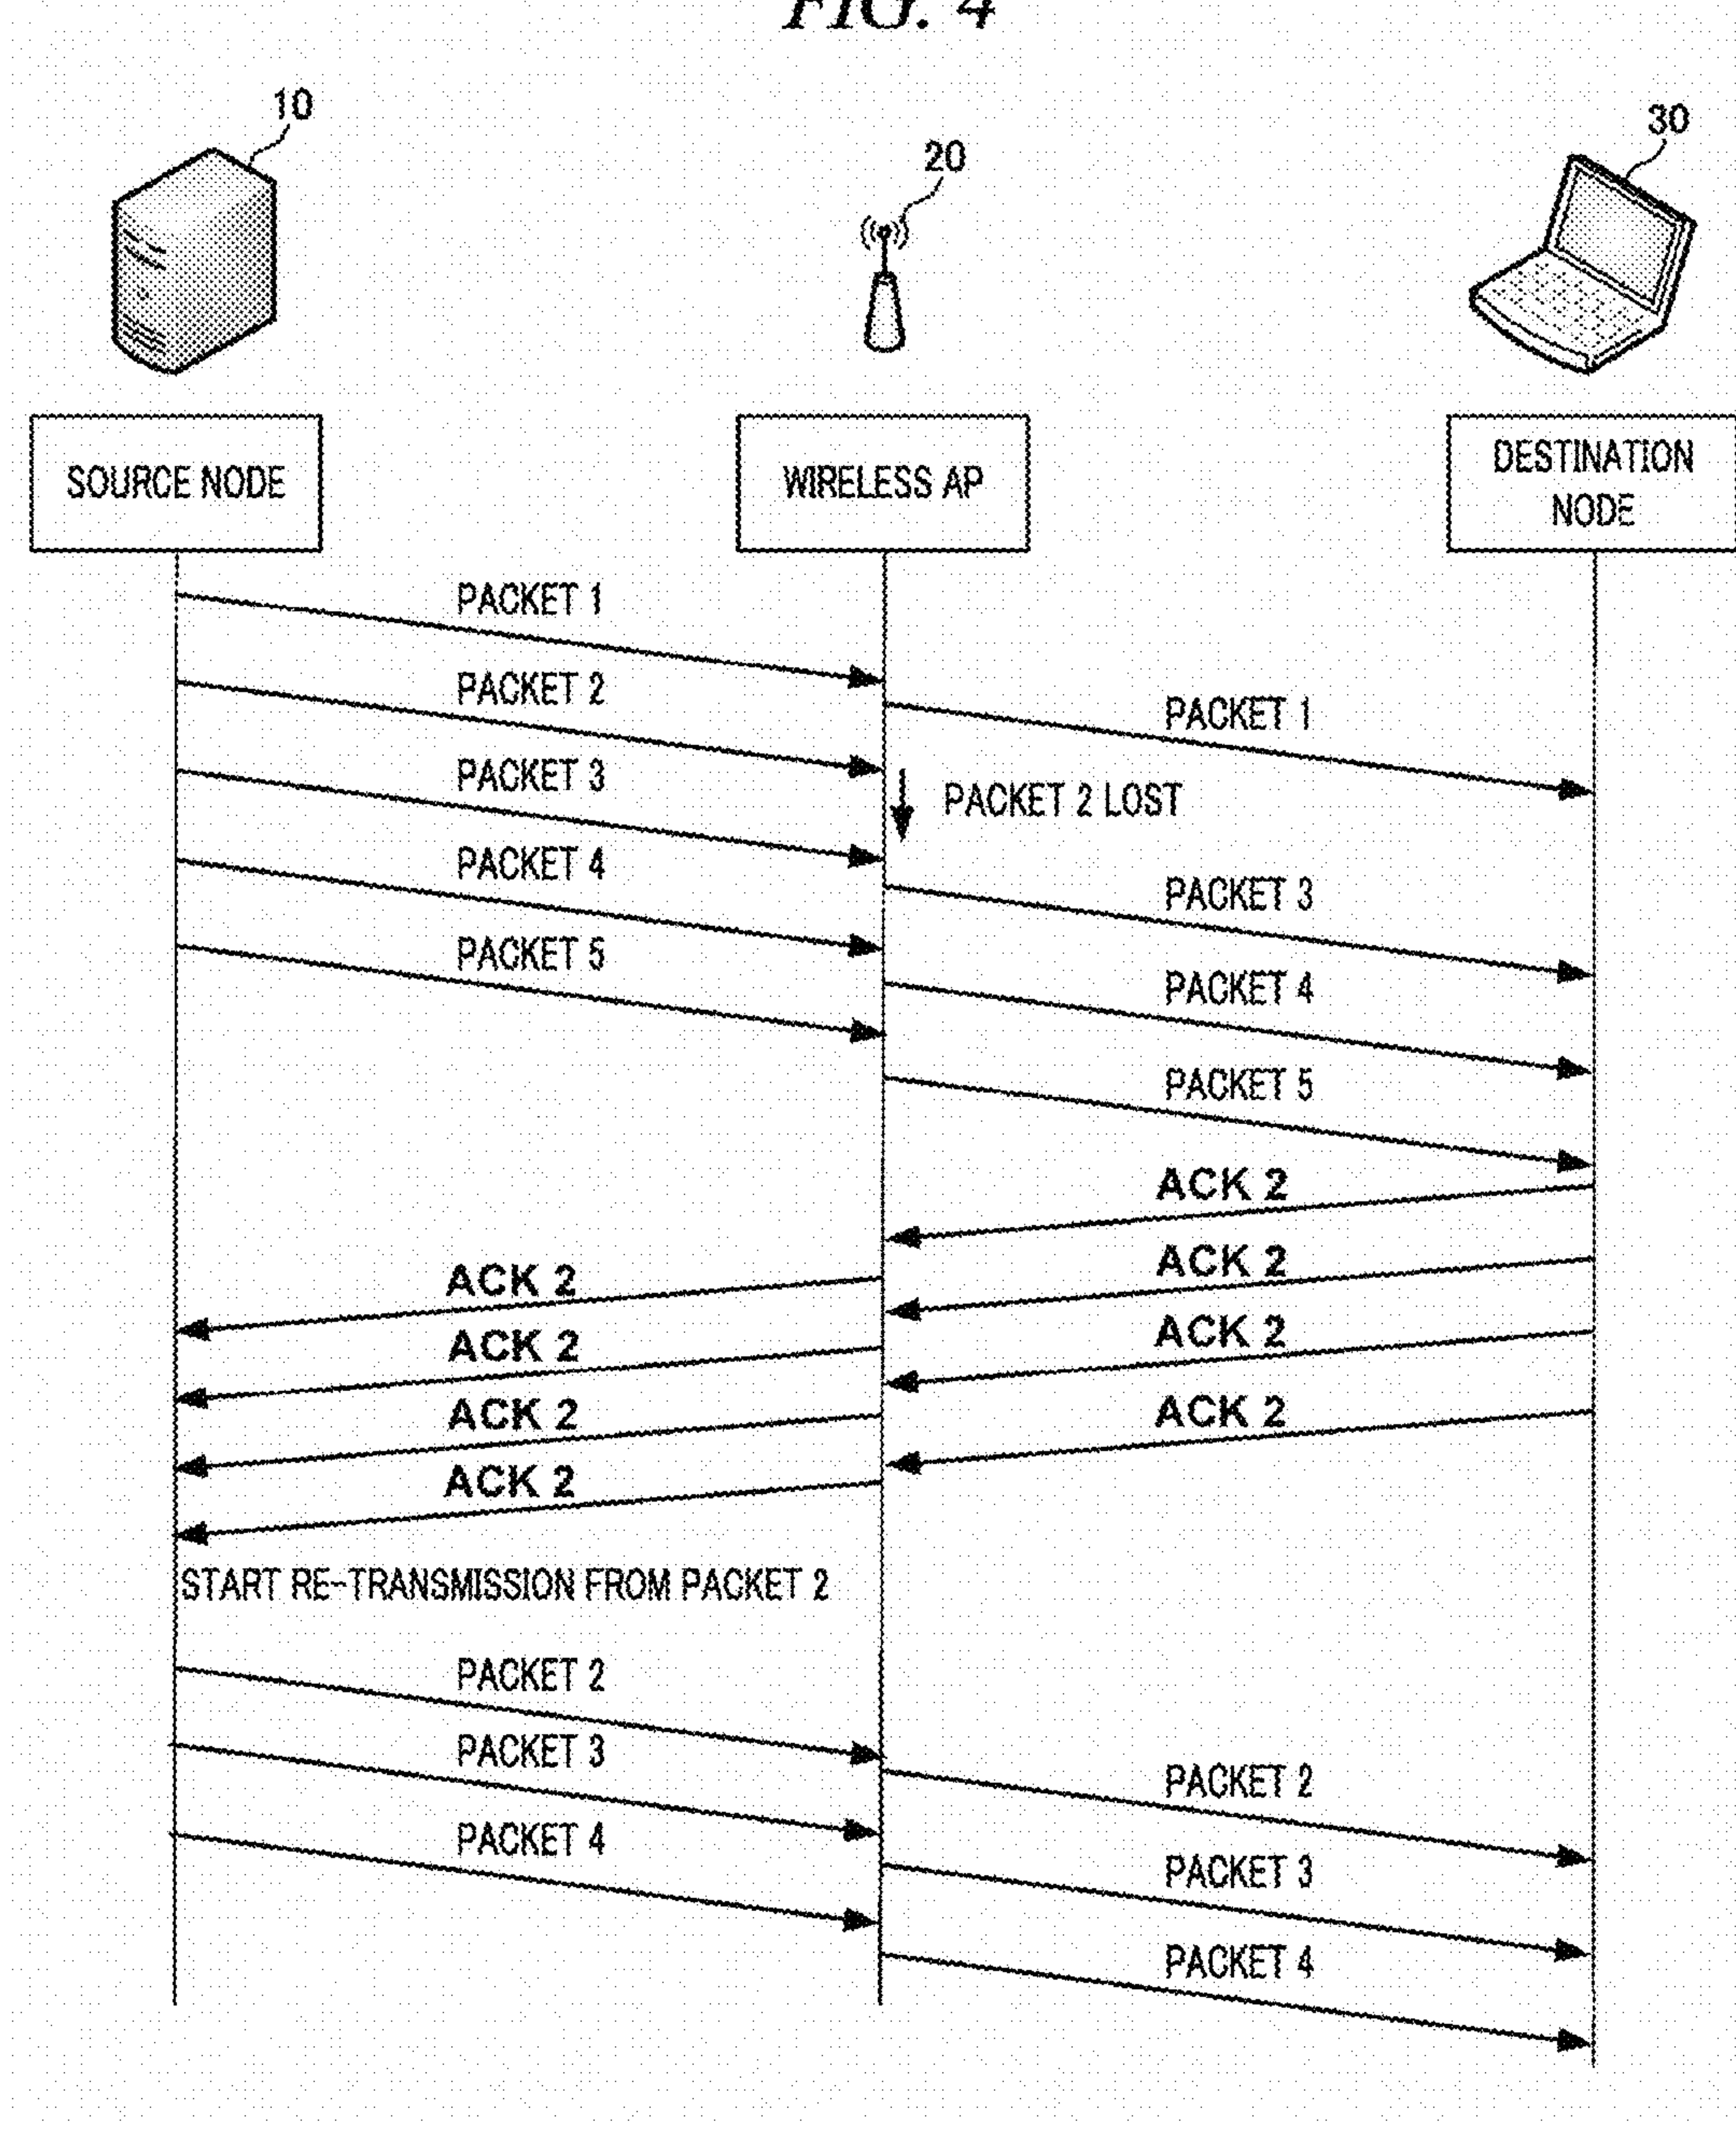 FIG. 4
10
20
30
SOURCE NODE
WIRELESS AP
DESTINATION
NODE
PACKET 1
PACKET 2
PACKET 1
PACKET 3
PACKET 2 LOST
PACKET 4
PACKET 3
PACKET 5
PACKET 4
PACKET 5
ACK 2
ACK 2
ACK 2
ACK 2
ACK 2
ACK 2
ACK 2
ACK 2
START RE-TRANSMISSION FROM PACKET 2
PACKET 2
PACKET 3
PACKET 2
PACKET 4
PACKET 3
PACKET 4